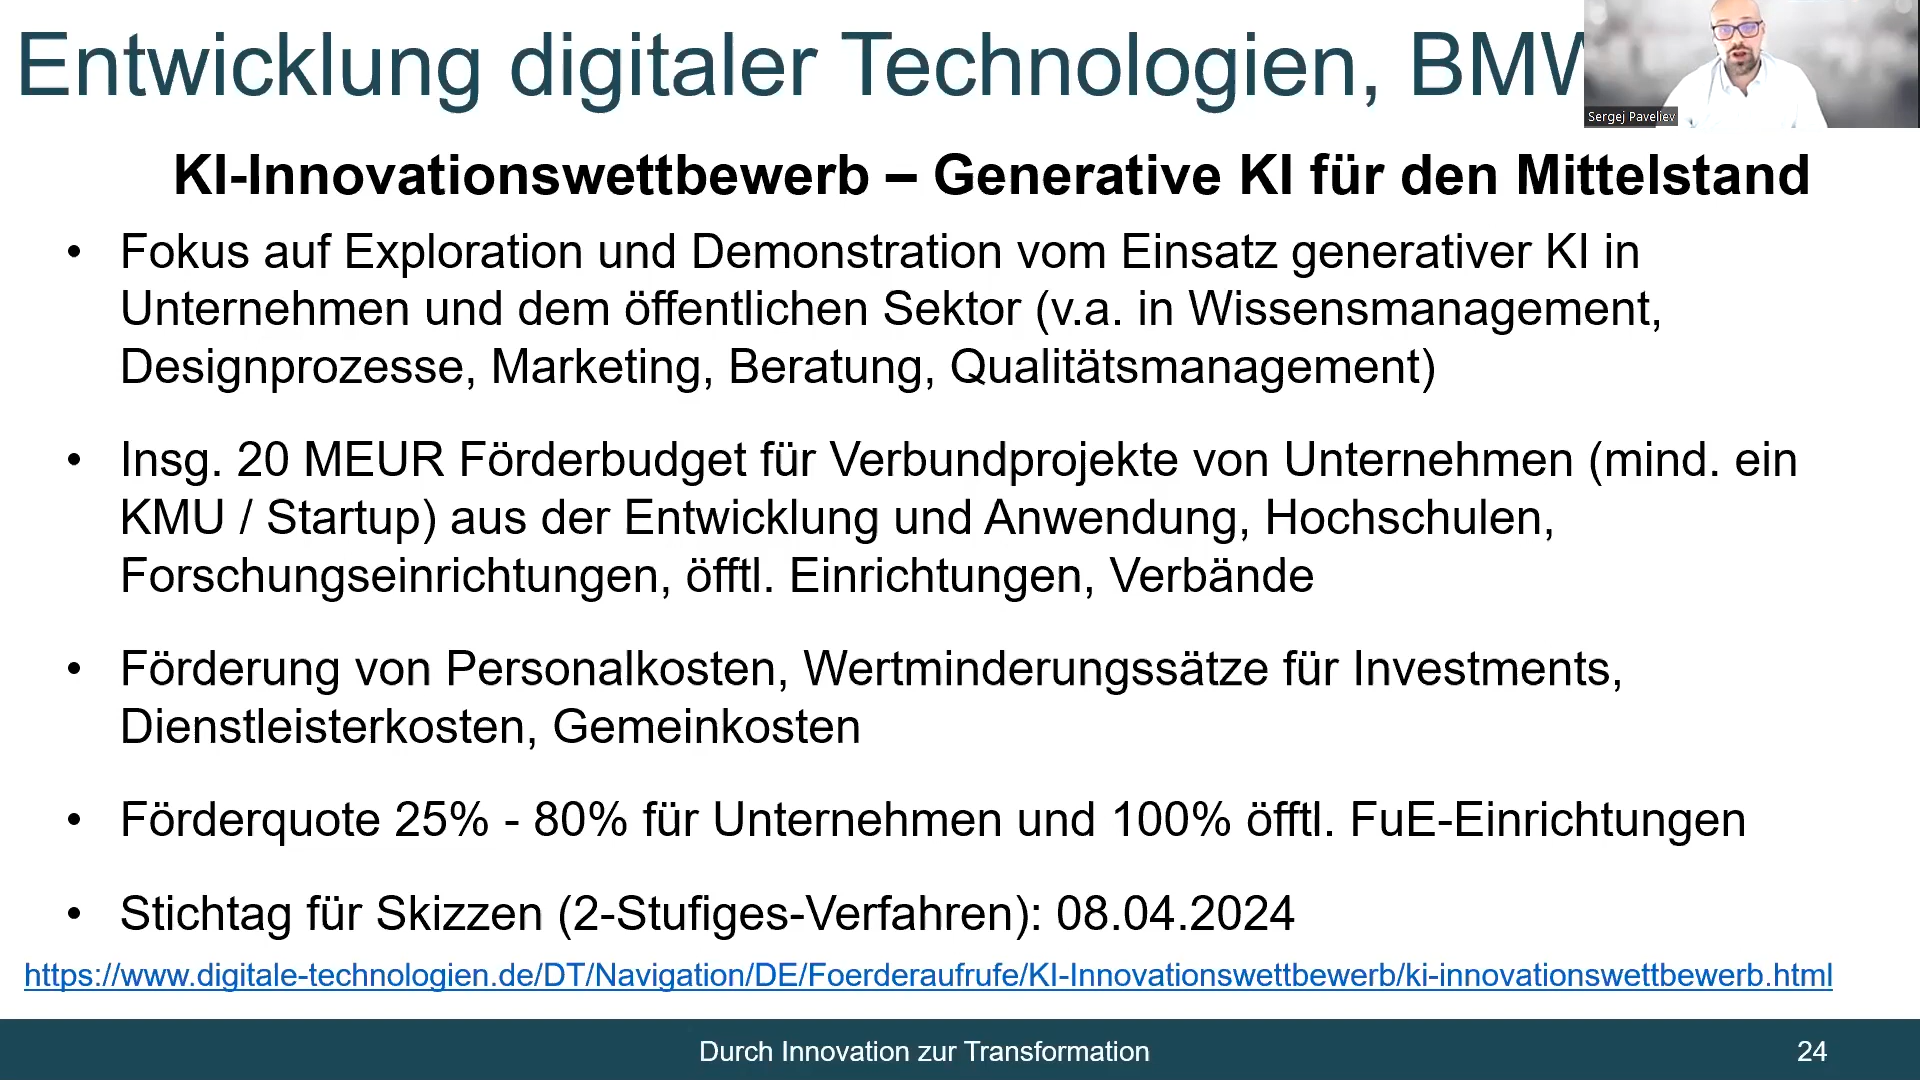 Entwicklung digitaler Technologien, BMW
Sergej Paveliev
KI-Innovationswettbewerb – Generative KI für den Mittelstand
• Fokus auf Exploration und Demonstration vom Einsatz generativer KI in
Unternehmen und dem öffentlichen Sektor (v.a. in Wissensmanagement,
Designprozesse, Marketing, Beratung, Qualitätsmanagement)
• Insg. 20 MEUR Förderbudget für Verbundprojekte von Unternehmen (mind. ein
KMU / Startup) aus der Entwicklung und Anwendung, Hochschulen,
Forschungseinrichtungen, öfftl. Einrichtungen, Verbände
• Förderung von Personalkosten, Wertminderungssätze für Investments,
Dienstleisterkosten, Gemeinkosten
• Förderquote 25% - 80% für Unternehmen und 100% öfftl. FuE-Einrichtungen
• Stichtag für Skizzen (2-Stufiges-Verfahren): 08.04.2024
https://www.digitale-technologien.de/DT/Navigation/DE/Foerderaufrufe/KI-Innovationswettbewerb/ki-innovationswettbewerb.html
Durch Innovation zur Transformation
24